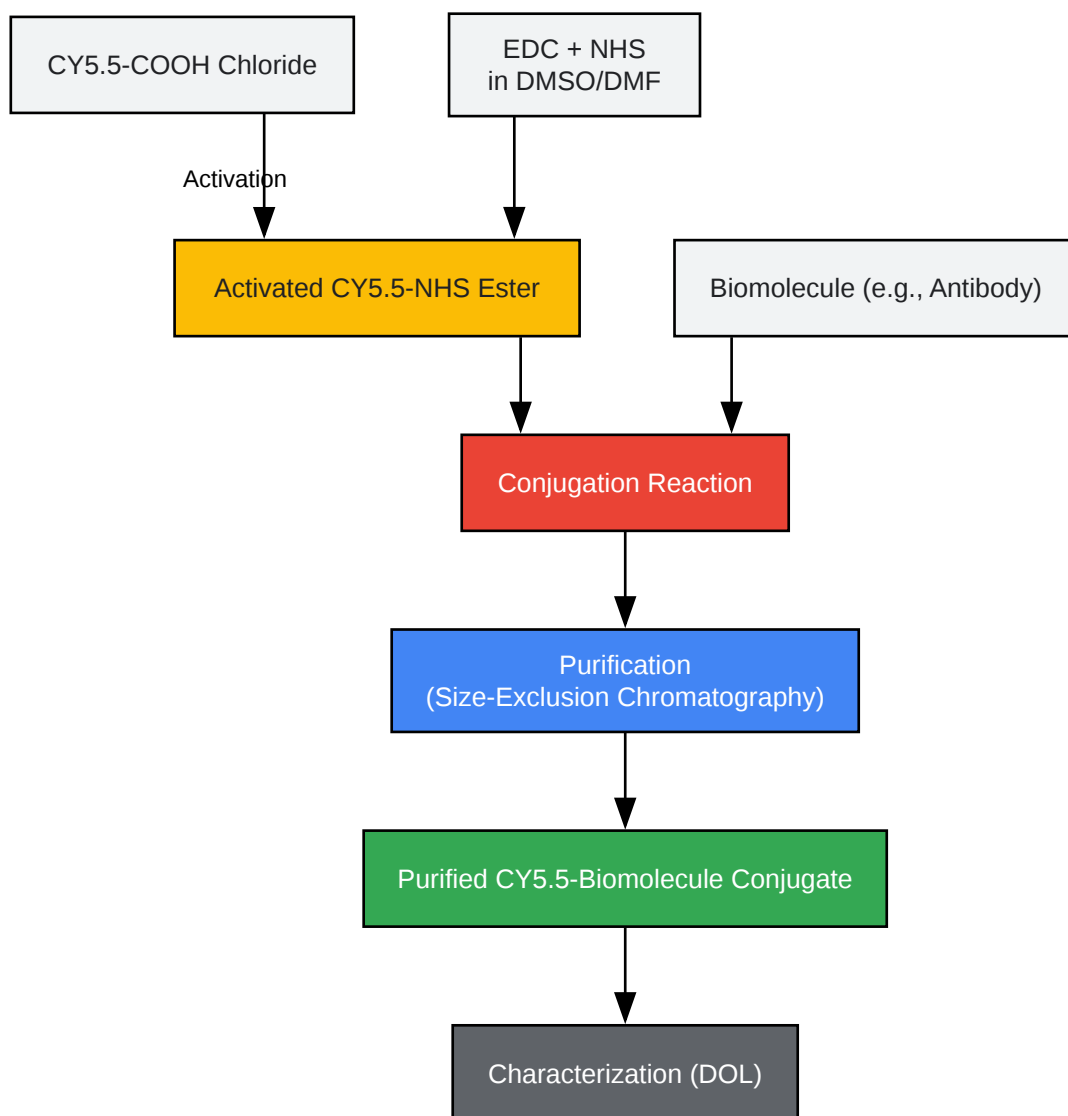 CY5.5-COOH Chloride
EDC + NHS
in DMSO/DMF
Activation
Activated CY5.5-NHS Ester
Biomolecule (e.g., Antibody)
Conjugation Reaction
Purification
(Size-Exclusion Chromatography)
Purified CY5.5-Biomolecule Conjugate
Characterization (DOL)